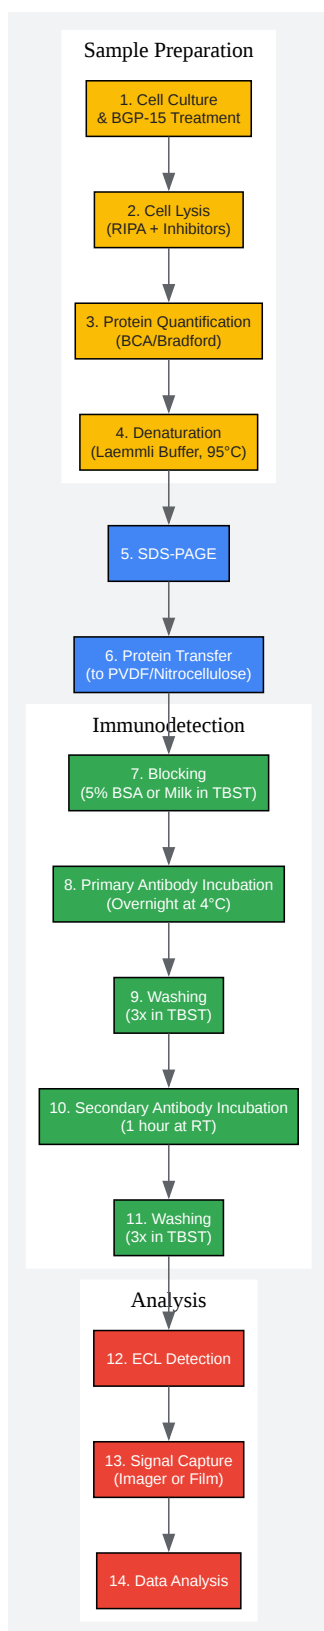 Sample Preparation
1. Cell Culture
& BGP-15 Treatment
2. Cell Lysis
(RIPA + Inhibitors)
3. Protein Quantification
(BCA/Bradford)
4. Denaturation
(Laemmli Buffer, 95°C)
5. SDS-PAGE
6. Protein Transfer
(to PVDF/Nitrocellulose)
Immunodetection
7. Blocking
(5% BSA or Milk in TBST)
8. Primary Antibody Incubation
(Overnight at 4°C)
9. Washing
(3x in TBST)
10. Secondary Antibody Incubation
(1 hour at RT)
11. Washing
(3x in TBST)
Analysis
12. ECL Detection
13. Signal Capture
(Imager or Film)
14. Data Analysis